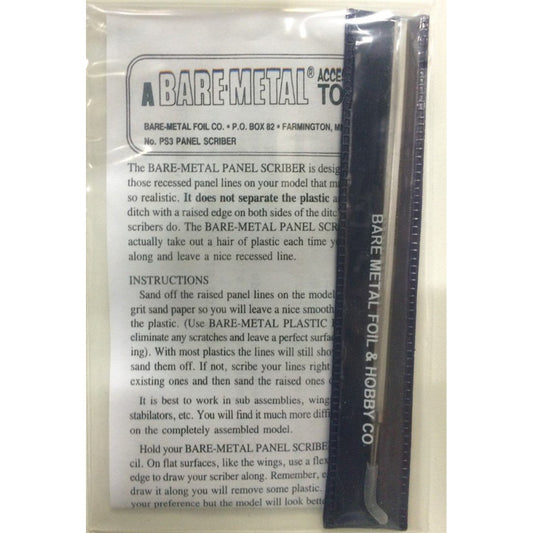 A BARE-METAL® ACCE
TO
BARE-METAL FOIL CO. • P.O. BOX 82 • FARMINGTON, M
No. PS3 PANEL SCRIBER
The BARE-METAL PANEL SCRIBER is desig
those recessed panel lines on your model that m
so realistic. It does not separate the plastic a
ditch with a raised edge on both sides of the ditc
scribers do. The BARE-METAL PANEL SCR
actually take out a hair of plastic each time y
along and leave a nice recessed line.
INSTRUCTIONS
Sand off the raised panel lines on the model
grit sand paper so you will leave a nice smooth
the plastic. (Use BARE-METAL PLASTIC
eliminate any scratches and leave a perfect surfa
ing). With most plastics the lines will still sho
sand them off. If not, scribe your lines right
existing ones and then sand the raised ones
It is best to work in sub assemblies, wing
stabilators, etc. You will find it much more diff
on the completely assembled model.
Hold your BARE-METAL PANEL SCRIBE
cil. On flat surfaces, like the wings, use a flex
edge to draw your scriber along. Remember, e
draw it along you will remove some plastic.
your preference but the model will look bett
BARE METAL FOIL & HOBBY CO